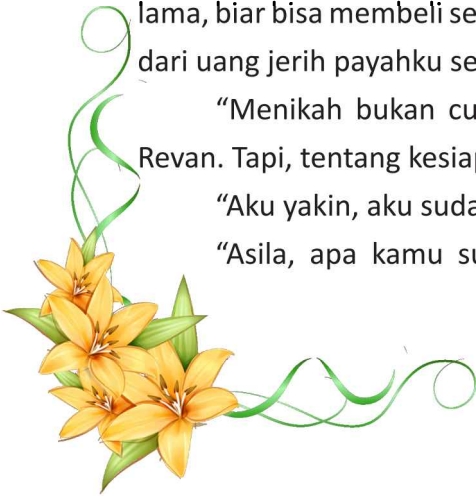 lama, biar bisa membeli se
dari uang jerih payahku se
“Menikah bukan cu
Revan. Tapi, tentang kesiap
“Aku yakin, aku suda
“Asila, apa kamu su